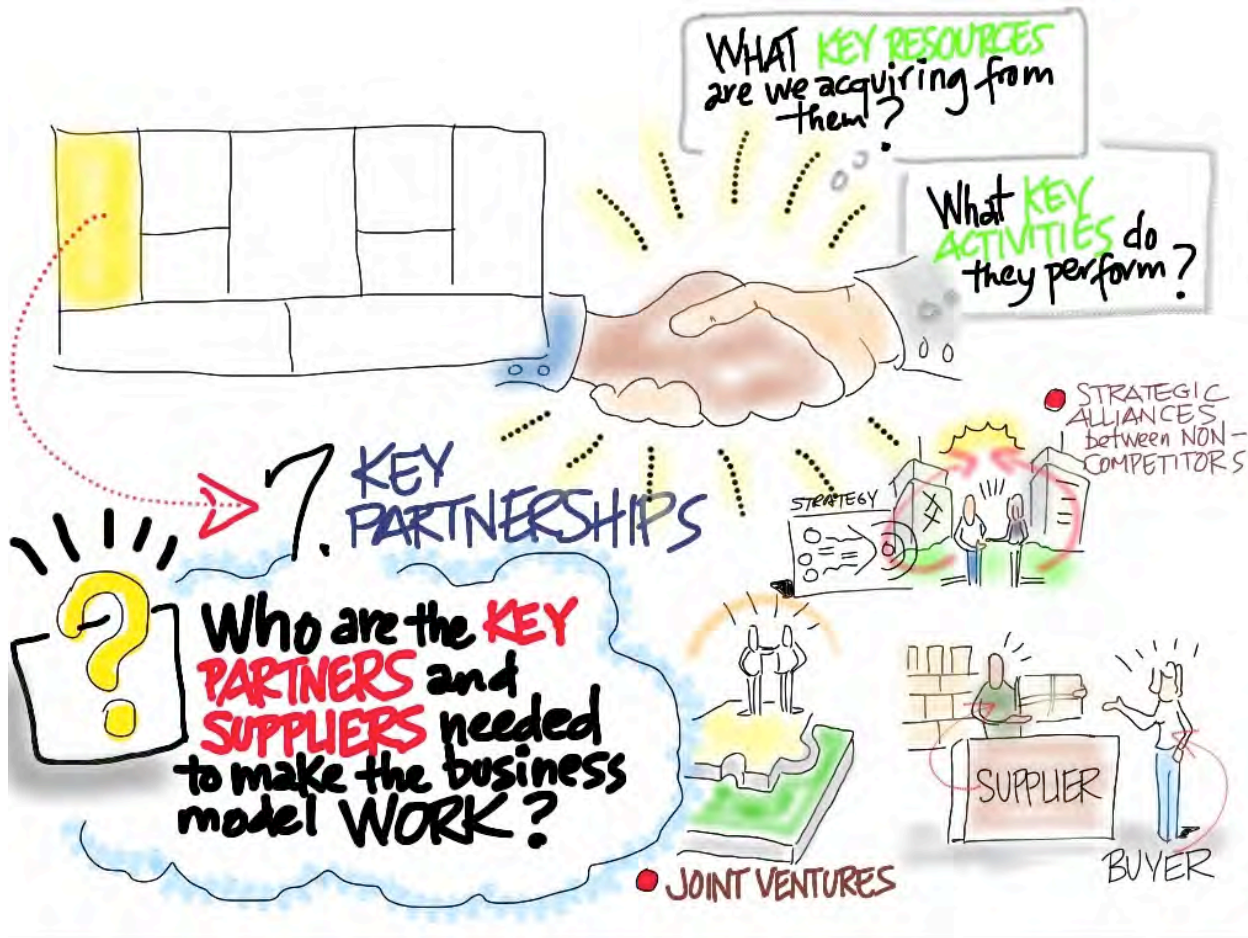 WHAT KEY RESOURCES
are we acquiring from
them?
What KEY
ACTIVITIES do
they perform?
7. KEY
PARTNERSHIPS
Who are the KEY
PARTNERS and
SUPPLIERS needed
to make the business
model WORK?
STRATEGIC
ALLIANCES
between NON-
COMPETITORS
STRATEGY
JOINT VENTURES
SUPPLIER
BUYER